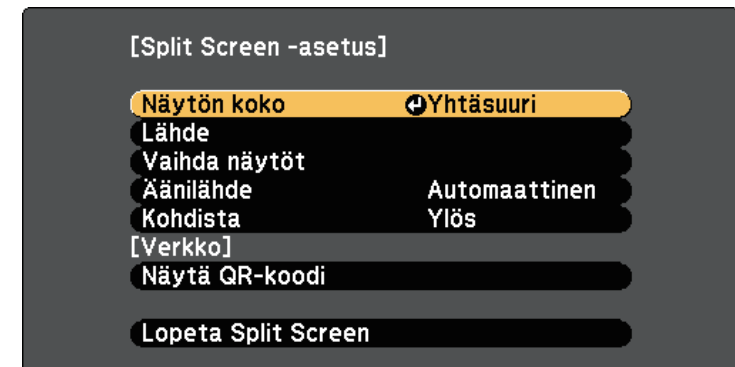 [Split Screen -asetus]
Näytön koko Yhtäsuuri
Lähde
Vaihda näytöt
Äänilähde Automaattinen
Kohdista Ylös
[Verkko]
Näytä QR-koodi
Lopeta Split Screen